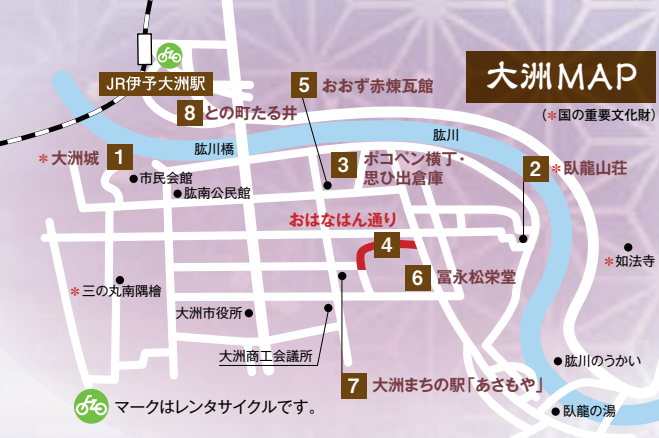 大洲MAP
(*国の重要文化財)
JR伊予大洲駅
5 おおず赤煉瓦館
8 との町たる井
肱川橋
肱川
*大洲城 1
市民会館
肱南公民館
3 ポコペン横丁・
思ひ出倉庫
2 *臥龍山荘
おはなはん通り
4
*如法寺
6 冨永松栄堂
*三の丸南隅櫓
大洲市役所
大洲商工会議所
肱川のうかい
7 大洲まちの駅「あさもや」
マークはレンタサイクルです。
臥龍の湯